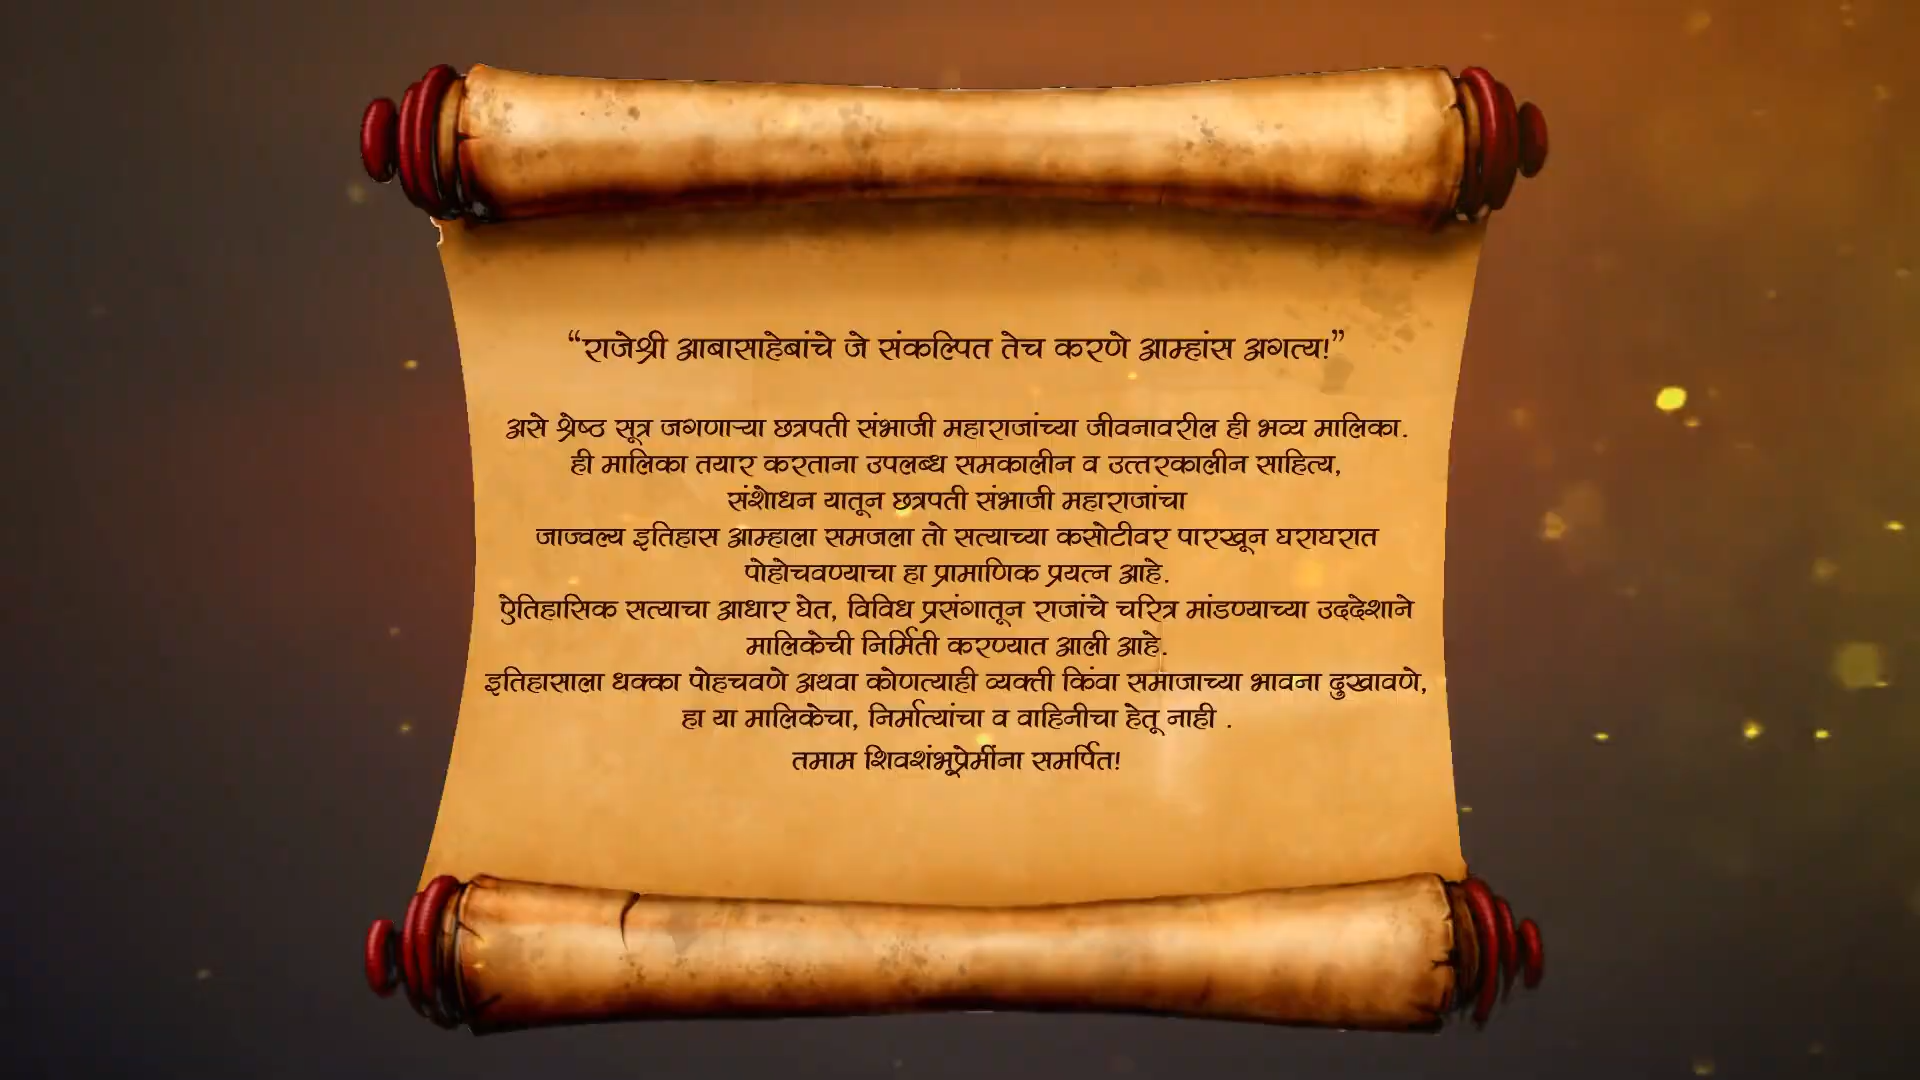 “राजेश्री आबासाहेबांचे जे संकल्पित तेच करणे आम्हांस अगत्य!”
असे श्रेष्ठ सूत्र जगणाऱ्या छत्रपती संभाजी महाराजांच्या जीवनावरील ही भव्य मालिका.
ही मालिका तयार करताना उपलब्ध समकालीन व उत्तरकालीन साहित्य,
संशोधन यातून छत्रपती संभाजी महाराजांचा
जाज्वल्य इतिहास आम्हाला समजला तो सत्याच्या कसोटीवर पारखून घराघरात
पोहोचवण्याचा हा प्रामाणिक प्रयत्न आहे.
ऐतिहासिक सत्याचा आधार घेत, विविध प्रसंगातून राजांचे चरित्र मांडण्याच्या उददेशाने
मालिकेची निर्मिती करण्यात आली आहे.
इतिहासाला धक्का पोहचवणे अथवा कोणत्याही व्यक्ती किंवा समाजाच्या भावना दुखावणे,
हा या मालिकेचा, निर्मात्यांचा व वाहिनीचा हेतू नाही .
तमाम शिवशंभूप्रेमींना समर्पित!